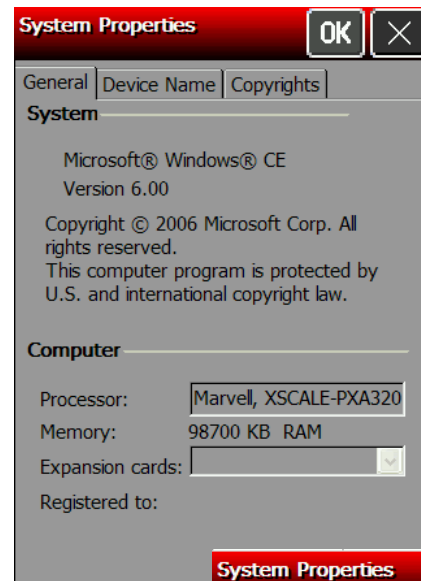 System Properties
OK
General
Device Name
Copyrights
System
Microsoft® Windows® CE
Version 6.00
Copyright © 2006 Microsoft Corp. All
rights reserved.
This computer program is protected by
U.S. and international copyright law.
Computer
Processor: Marvell, XSCALE-PXA320
Memory: 98700 KB RAM
Expansion cards:
Registered to:
System Properties